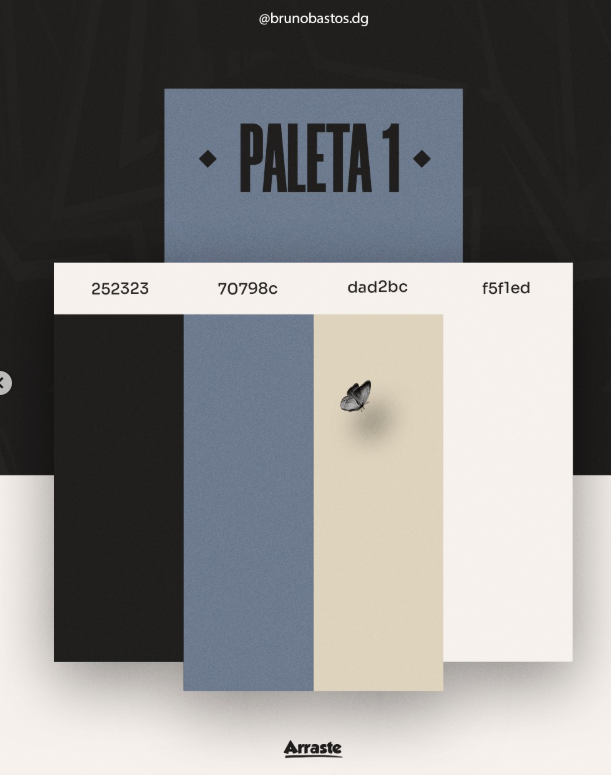 @brunobastos.dg
PALETA 1
252323
70798c
dad2bc
f5f1ed
Arraste